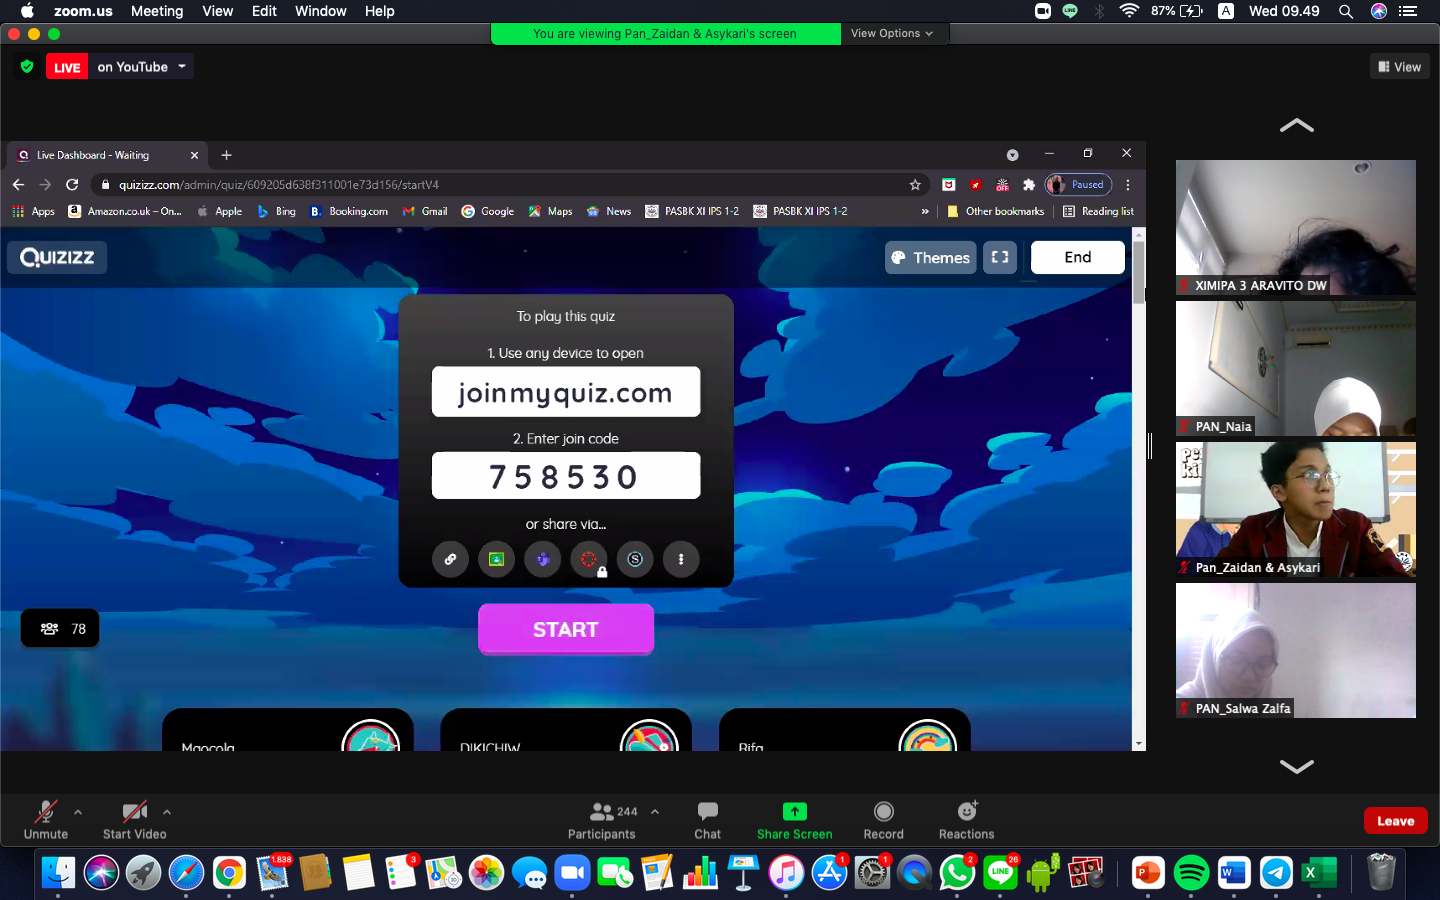 zoom.us Meeting View Edit Window Help
LINE 87% A Wed 09.49
You are viewing Pan_Zaidan & Asykari's screen View Options
LIVE on YouTube
View
Live Dashboard - Waiting
quizizz.com/admin/quiz/609205d638f311001e73d156/startV4
OFF
Paused
Apps Amazon.co.uk – On... Apple Bing Booking.com Gmail Google Maps News PASBK XI IPS 1-2 PASBK XI IPS 1-2 » Other bookmarks Reading list
Quizizz
Themes
End
To play this quiz
1. Use any device to open
joinmyquiz.com
2. Enter join code
758530
or share via...
START
78
Maocola
DIKICHIW
Rifa
XIMIPA 3 ARAVITO DW
PAN_Naia
Pan_Zaidan & Asykari
PAN_Salwa Zalfa
Unmute
Start Video
244
Participants
Chat
Share Screen
Record
Reactions
Leave
1.838
3
1
1
2
LINE
26
P
W
X